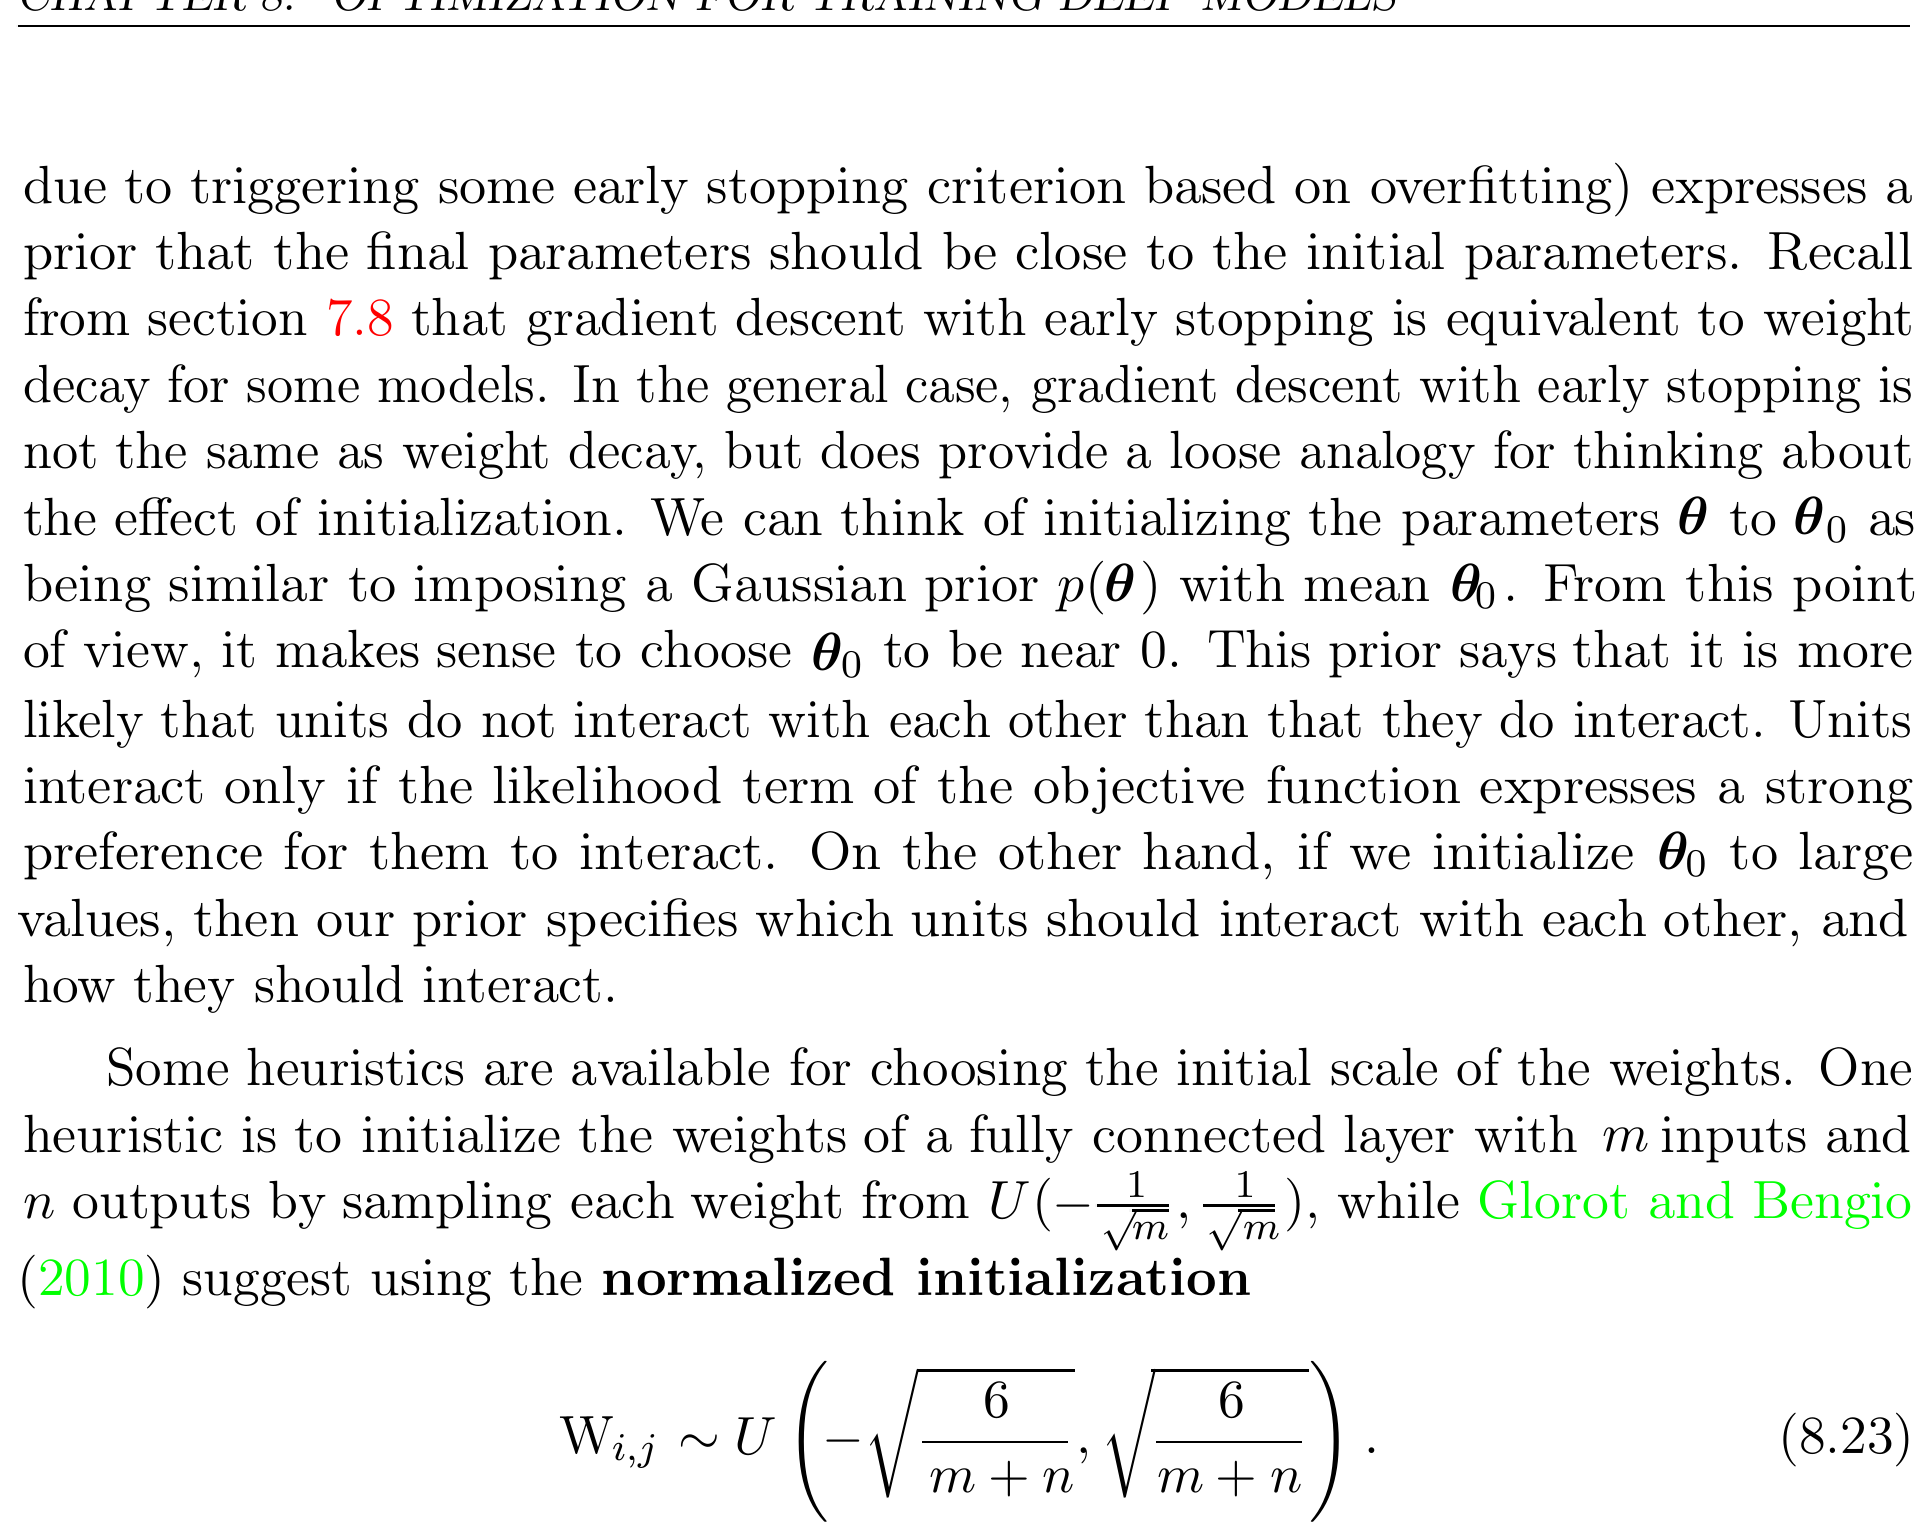 CHAPTER 8. OPTIMIZATION FOR TRAINING DEEP MODELS
due to triggering some early stopping criterion based on overfitting) expresses a
prior that the final parameters should be close to the initial parameters. Recall
from section 7.8 that gradient descent with early stopping is equivalent to weight
decay for some models. In the general case, gradient descent with early stopping is
not the same as weight decay, but does provide a loose analogy for thinking about
the effect of initialization. We can think of initializing the parameters θ to θ₀ as
being similar to imposing a Gaussian prior p(θ) with mean θ₀. From this point
of view, it makes sense to choose θ₀ to be near 0. This prior says that it is more
likely that units do not interact with each other than that they do interact. Units
interact only if the likelihood term of the objective function expresses a strong
preference for them to interact. On the other hand, if we initialize θ₀ to large
values, then our prior specifies which units should interact with each other, and
how they should interact.
Some heuristics are available for choosing the initial scale of the weights. One
heuristic is to initialize the weights of a fully connected layer with m inputs and
n outputs by sampling each weight from U(−1/√m, 1/√m), while Glorot and Bengio
(2010) suggest using the normalized initialization
W_{i,j} ∼ U(−√(6/(m+n)), √(6/(m+n))). (8.23)